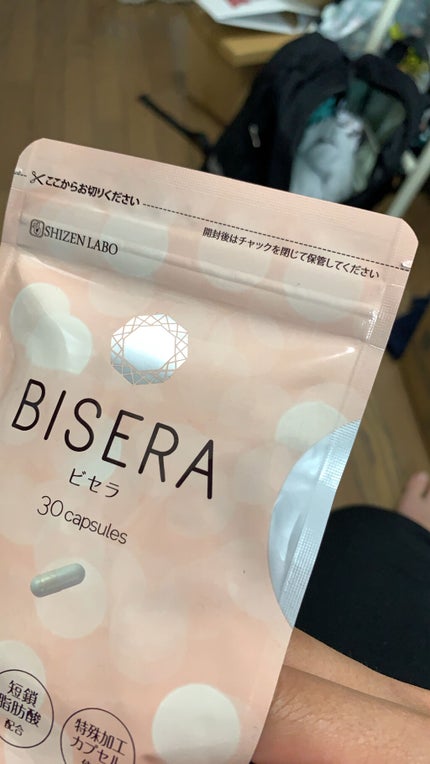 ここからお切りください
開封後はチャックを閉じて保管してください
SHIZEN LABO
BISERA
ビセラ
30 capsules
短鎖
脂肪酸
配合
特殊加工
カプセル